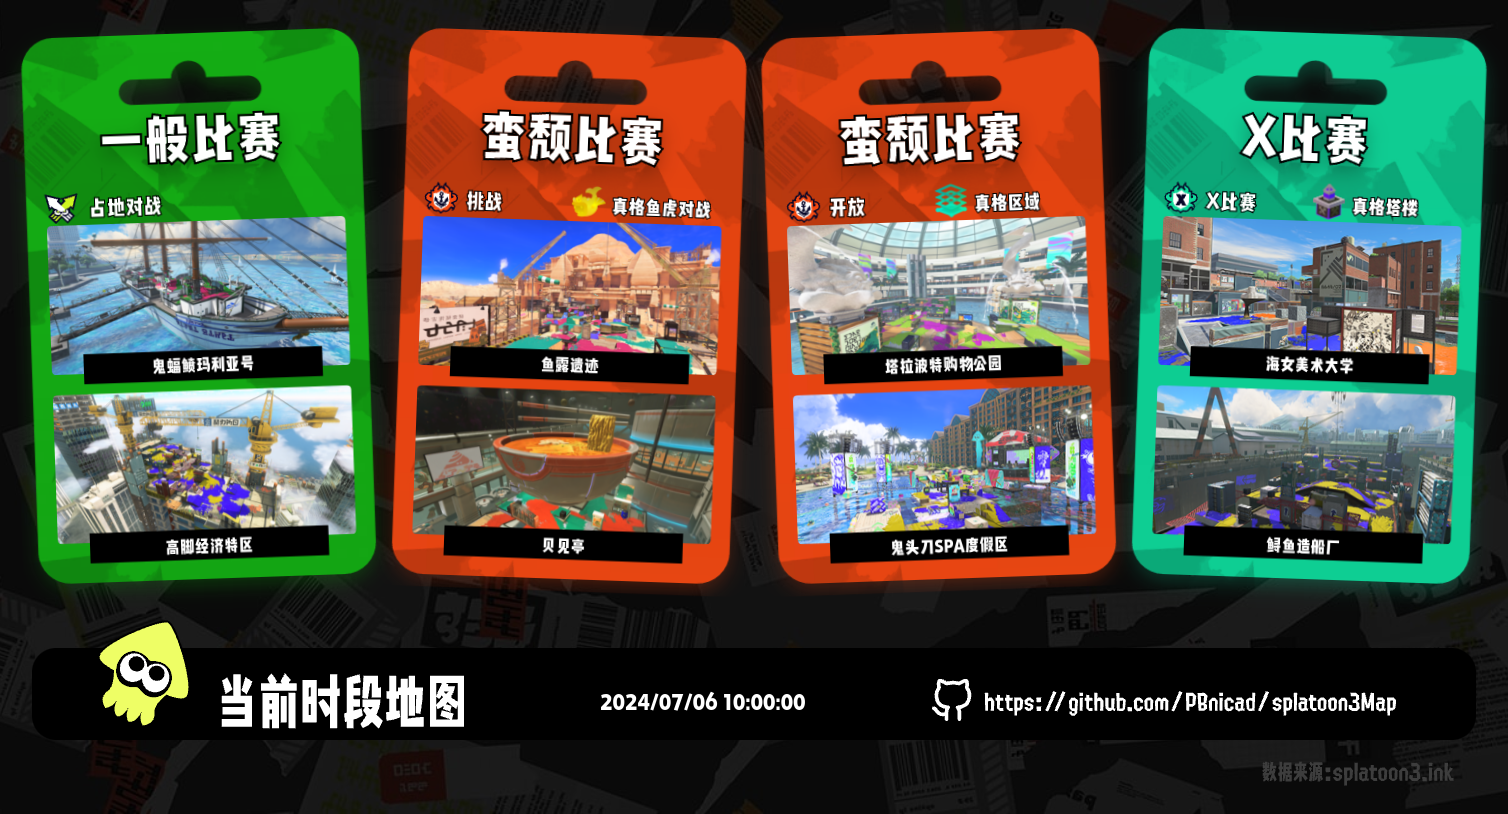 一般比赛
占地对战
鬼蝠鲼玛利亚号
高脚经济特区
蛮颓比赛
挑战
真格鱼虎对战
鱼露遗迹
贝见亭
蛮颓比赛
开放
真格区域
塔拉波特购物公园
鬼头刀SPA度假区
X比赛
X比赛
真格塔楼
海女美术大学
鲟鱼造船厂
当前时段地图
2024/07/06 10:00:00
https://github.com/PBnicad/splatoon3Map
数据来源:splatoon3.ink